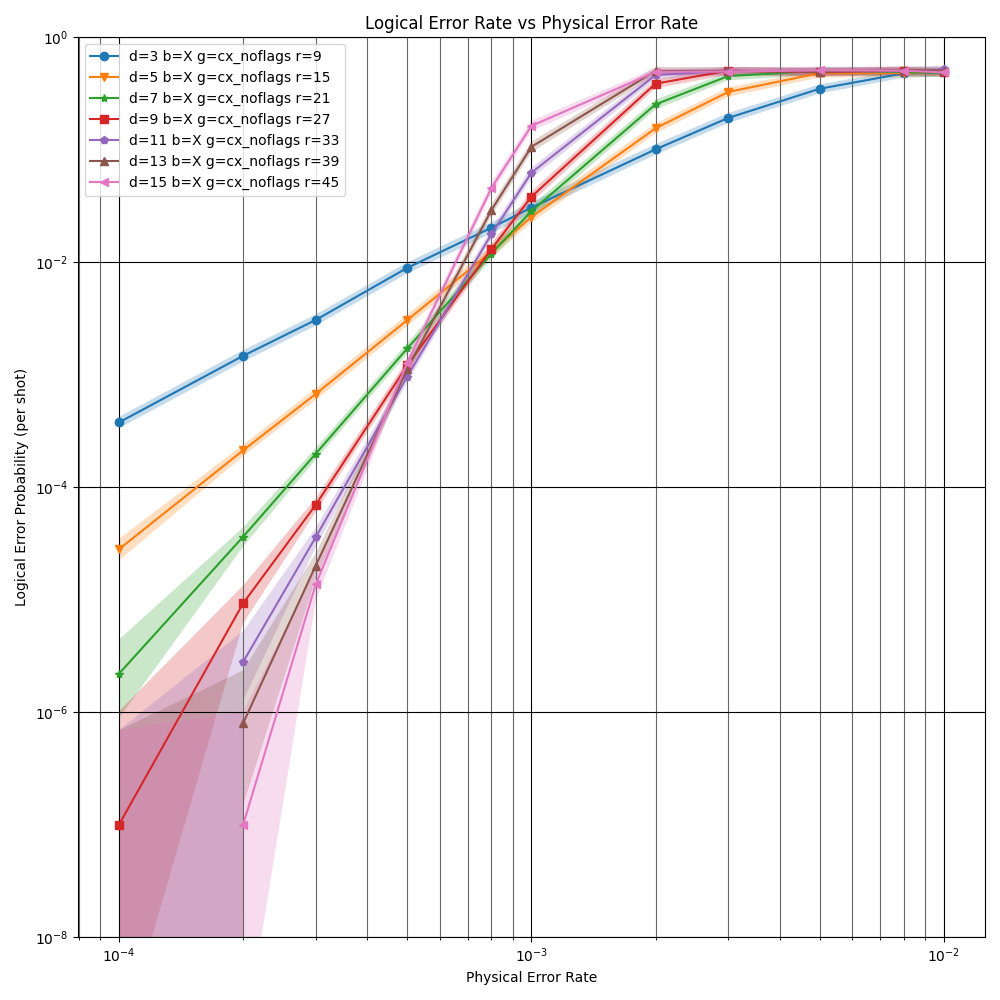 Logical Error Rate vs Physical Error Rate
10⁰
10⁻²
10⁻⁴
10⁻⁶
10⁻⁸
Logical Error Probability (per shot)
d=3 b=X g=cx_noflags r=9
d=5 b=X g=cx_noflags r=15
d=7 b=X g=cx_noflags r=21
d=9 b=X g=cx_noflags r=27
d=11 b=X g=cx_noflags r=33
d=13 b=X g=cx_noflags r=39
d=15 b=X g=cx_noflags r=45
10⁻⁴ 10⁻³ 10⁻²
Physical Error Rate